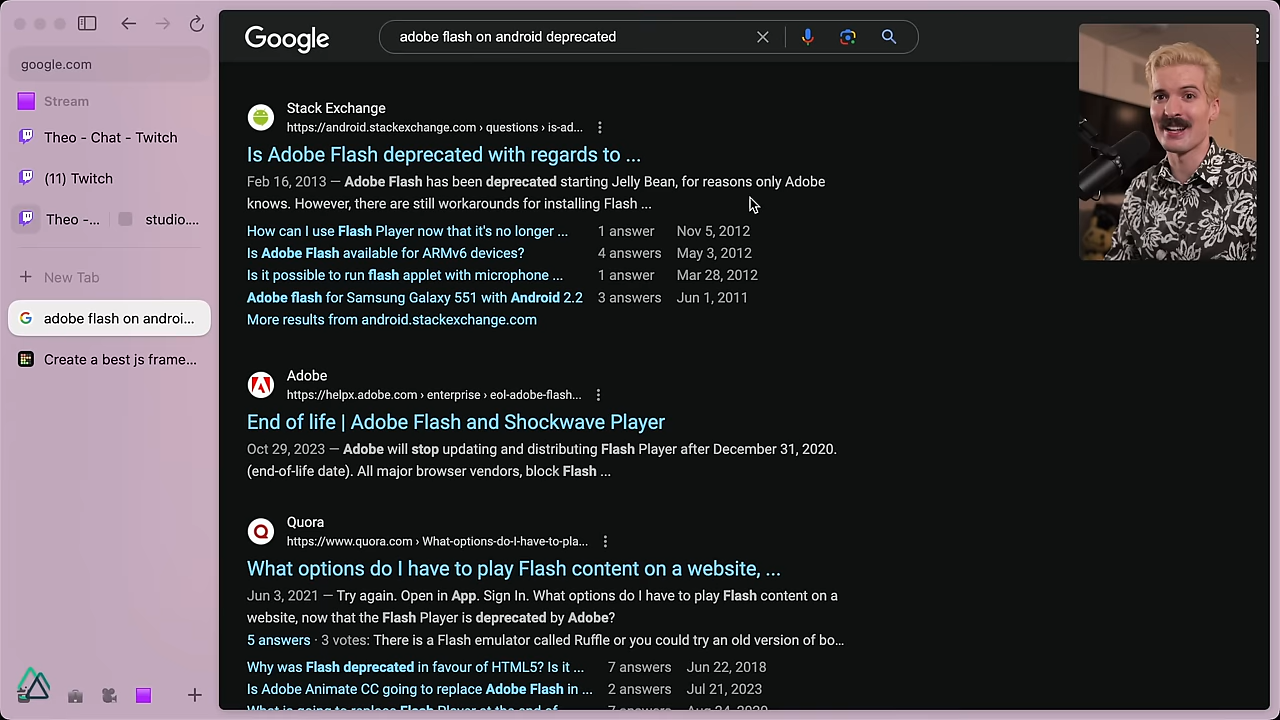 google.com
Stream
Theo - Chat - Twitch
(11) Twitch
Theo -...
studio....
New Tab
adobe flash on androi...
Create a best js frame...
Google
adobe flash on android deprecated
Stack Exchange
https://android.stackexchange.com › questions › is-ad...
Is Adobe Flash deprecated with regards to ...
Feb 16, 2013 — Adobe Flash has been deprecated starting Jelly Bean, for reasons only Adobe
knows. However, there are still workarounds for installing Flash ...
How can I use Flash Player now that it's no longer ... 1 answer Nov 5, 2012
Is Adobe Flash available for ARMv6 devices? 4 answers May 3, 2012
Is it possible to run flash applet with microphone ... 1 answer Mar 28, 2012
Adobe flash for Samsung Galaxy 551 with Android 2.2 3 answers Jun 1, 2011
More results from android.stackexchange.com
Adobe
https://helpx.adobe.com › enterprise › eol-adobe-flash...
End of life | Adobe Flash and Shockwave Player
Oct 29, 2023 — Adobe will stop updating and distributing Flash Player after December 31, 2020.
(end-of-life date). All major browser vendors, block Flash ...
Quora
https://www.quora.com › What-options-do-I-have-to-pla...
What options do I have to play Flash content on a website, ...
Jun 3, 2021 — Try again. Open in App. Sign In. What options do I have to play Flash content on a
website, now that the Flash Player is deprecated by Adobe?
5 answers · 3 votes: There is a Flash emulator called Ruffle or you could try an old version of bo...
Why was Flash deprecated in favour of HTML5? Is it ... 7 answers Jun 22, 2018
Is Adobe Animate CC going to replace Adobe Flash in ... 2 answers Jul 21, 2023